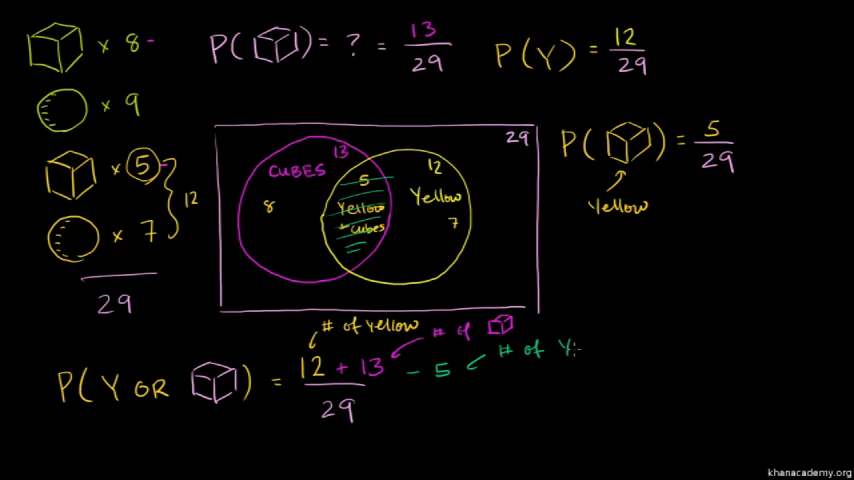 × 8 -
P( ) = ? = 13/29
P(Y) = 12/29
× 9
× 5
12
× 7
29
P( ) = 5/29
Yellow
29
CUBES 13
8
5
Yellow
cubes
12
Yellow
7
# of Yellow
# of
P(Y OR ) = 12 + 13 - 5
29
# of Y
khanacademy.org